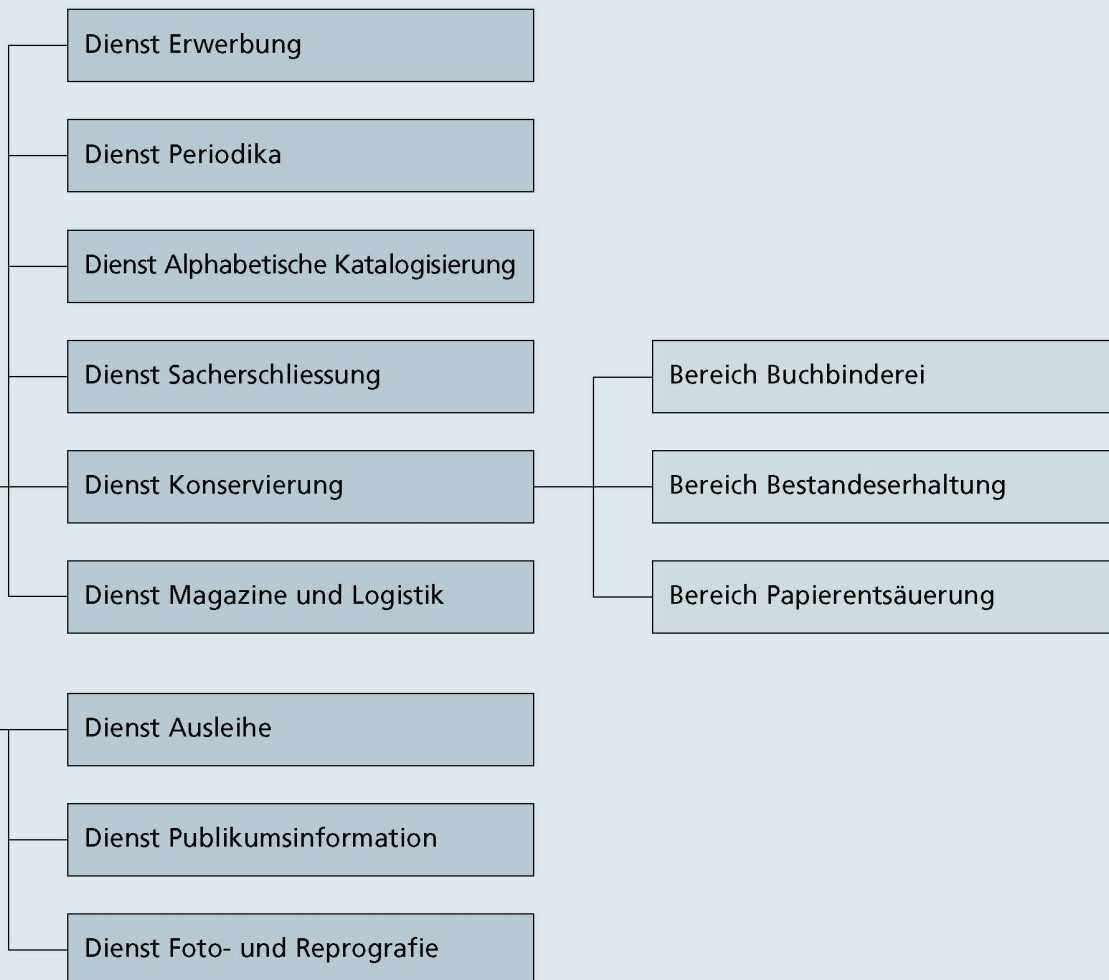 Dienst Erwerbung
Dienst Periodika
Dienst Alphabetische Katalogisierung
Dienst Sacherschliessung
Bereich Buchbinderei
Dienst Konservierung
Bereich Bestandeserhaltung
Dienst Magazine und Logistik
Bereich Papierentsäuerung
Dienst Ausleihe
Dienst Publikumsinformation
Dienst Foto- und Reprografie